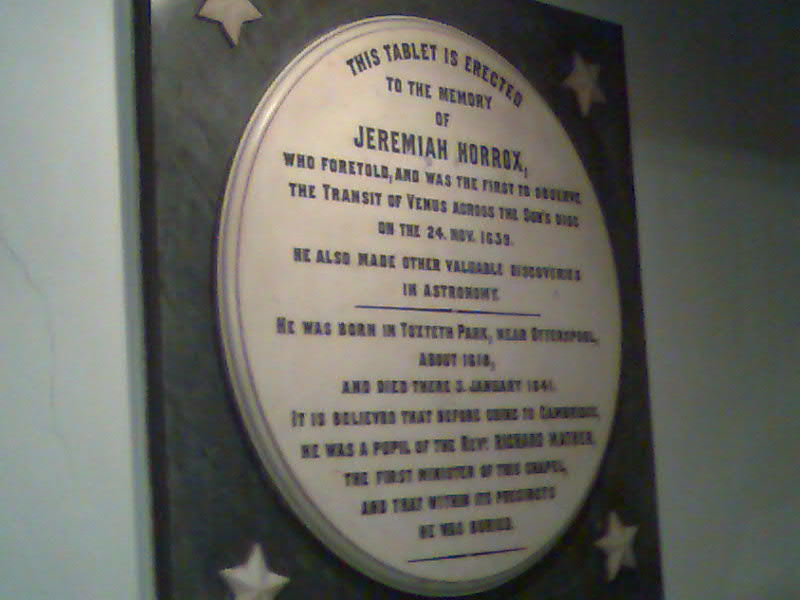 THIS TABLET IS ERECTED
TO THE MEMORY
OF
JEREMIAH HORROX,
WHO FORETOLD, AND WAS THE FIRST TO OBSERVE
THE TRANSIT OF VENUS ACROSS THE SUN'S DISC
ON THE 24. NOV. 1639.
HE ALSO MADE OTHER VALUABLE DISCOVERIES
IN ASTRONOMY.
HE WAS BORN IN TOXTETH PARK, NEAR OTTERSPOOL,
ABOUT 1618,
AND DIED THERE 3. JANUARY 1641.
IT IS BELIEVED THAT BEFORE GOING TO CAMBRIDGE,
HE WAS A PUPIL OF THE REV. RICHARD MATHER,
THE FIRST MINISTER OF THIS CHAPEL,
AND THAT WITHIN ITS PRECINCTS
HE WAS BURIED.